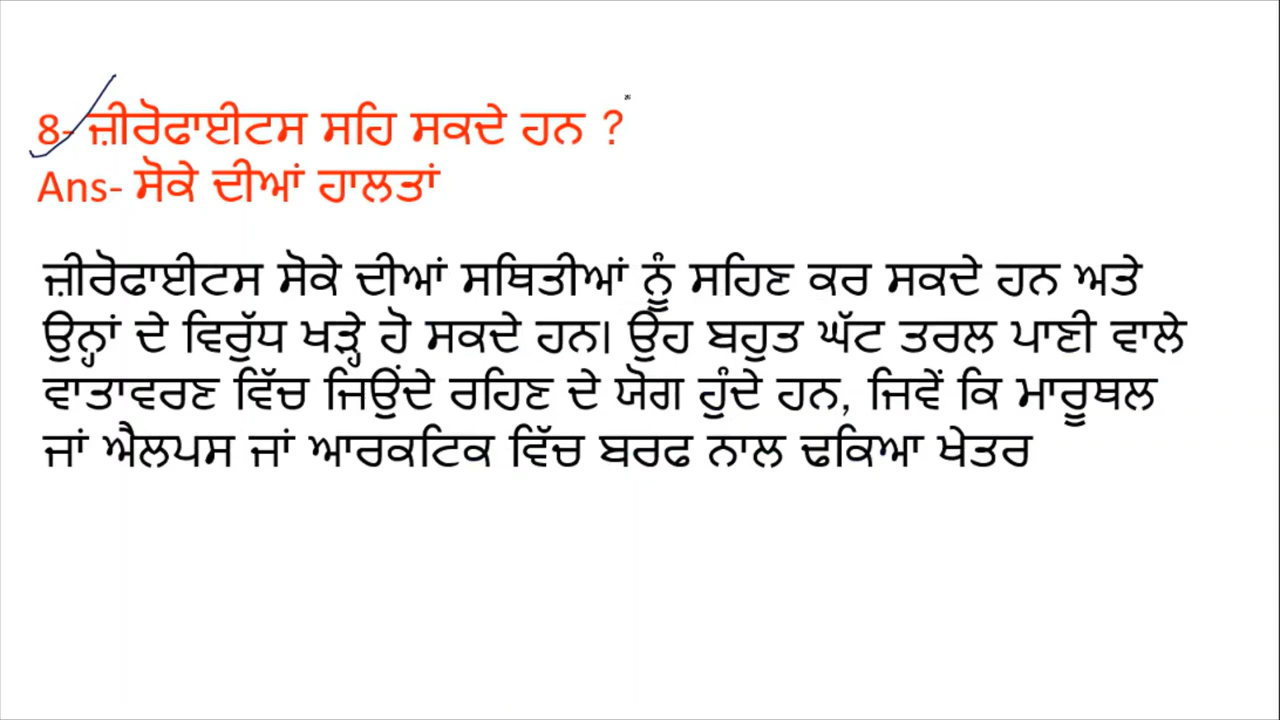 8- ਜ਼ੀਰੋਫਾਈਟਸ ਸਹਿ ਸਕਦੇ ਹਨ ?
Ans- ਸੋਕੇ ਦੀਆਂ ਹਾਲਤਾਂ
ਜ਼ੀਰੋਫਾਈਟਸ ਸੋਕੇ ਦੀਆਂ ਸਥਿਤੀਆਂ ਨੂੰ ਸਹਿਣ ਕਰ ਸਕਦੇ ਹਨ ਅਤੇ
ਉਨ੍ਹਾਂ ਦੇ ਵਿਰੁੱਧ ਖੜ੍ਹੇ ਹੋ ਸਕਦੇ ਹਨ। ਉਹ ਬਹੁਤ ਘੱਟ ਤਰਲ ਪਾਣੀ ਵਾਲੇ
ਵਾਤਾਵਰਣ ਵਿੱਚ ਜਿਉਂਦੇ ਰਹਿਣ ਦੇ ਯੋਗ ਹੁੰਦੇ ਹਨ, ਜਿਵੇਂ ਕਿ ਮਾਰੂਥਲ
ਜਾਂ ਐਲਪਸ ਜਾਂ ਆਰਕਟਿਕ ਵਿੱਚ ਬਰਫ ਨਾਲ ਢਕਿਆ ਖੇਤਰ